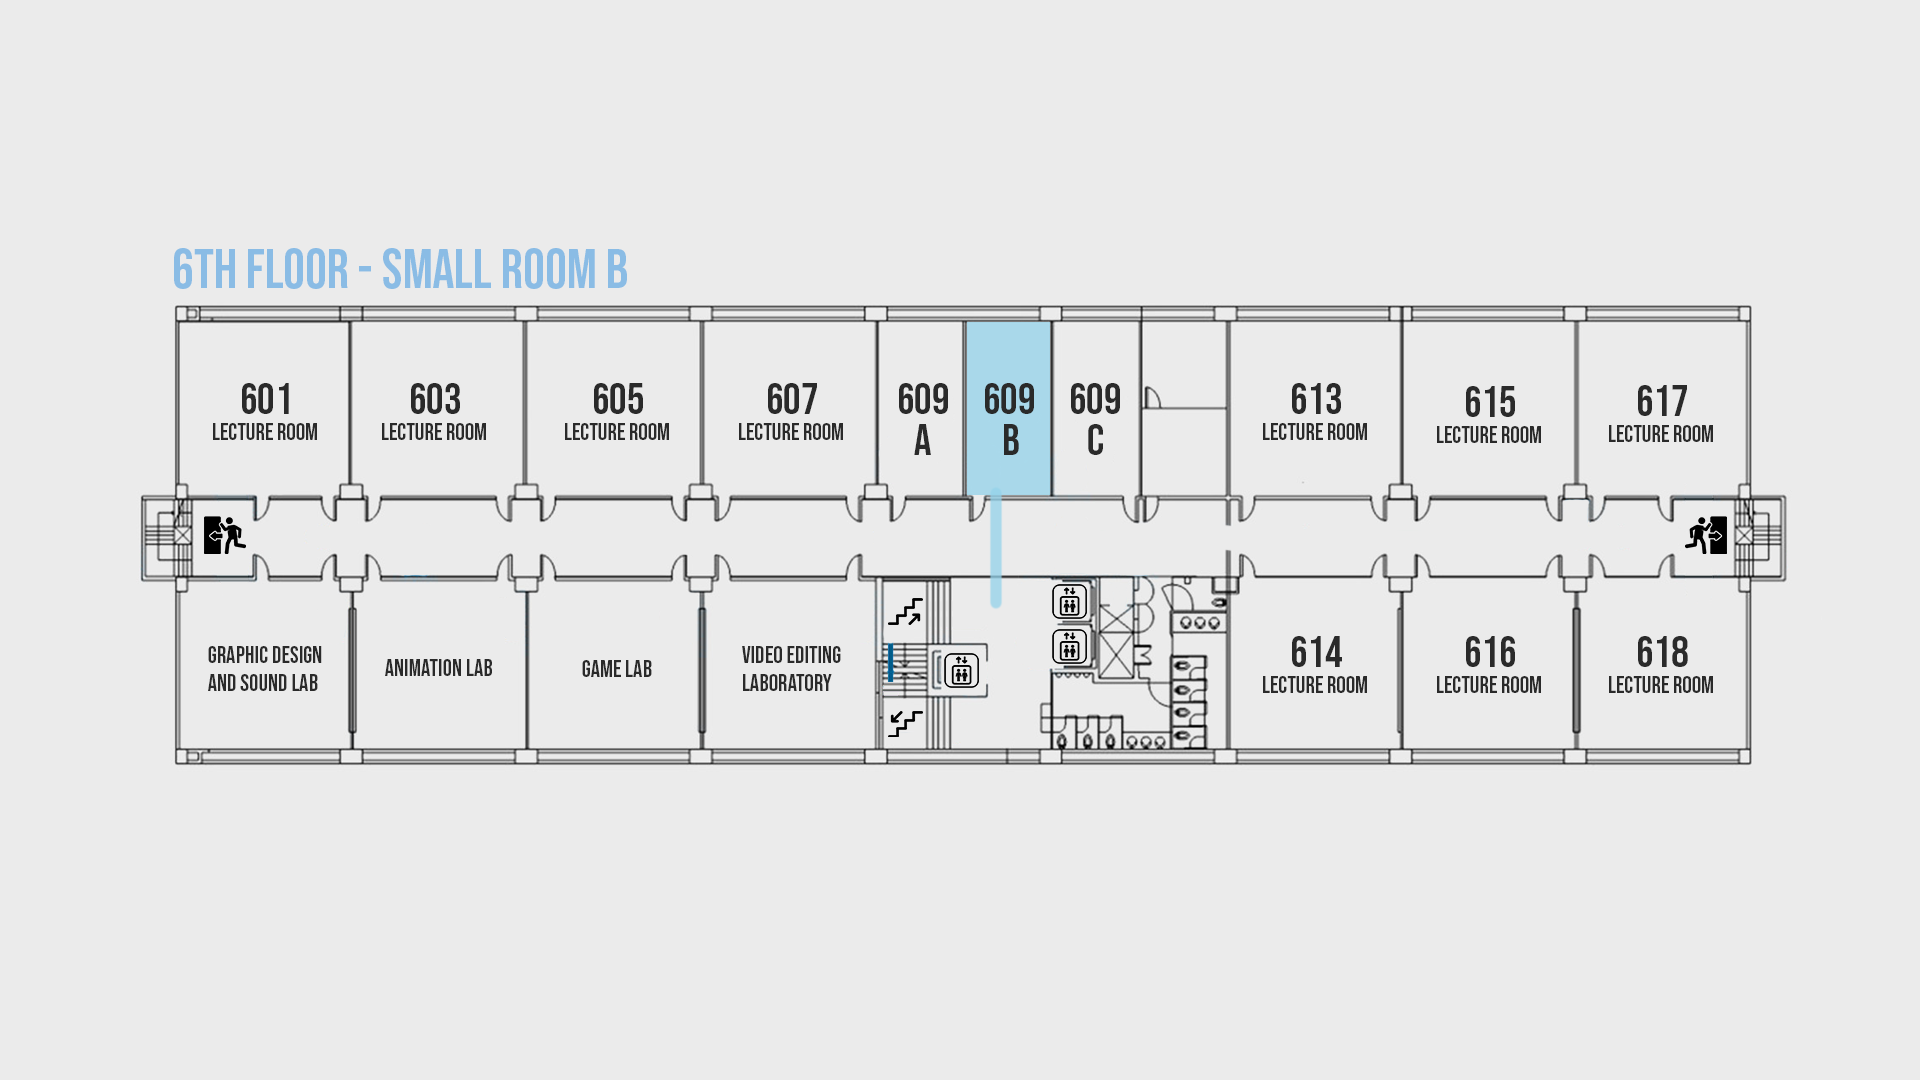 6TH FLOOR - SMALL ROOM B
601
LECTURE ROOM
603
LECTURE ROOM
605
LECTURE ROOM
607
LECTURE ROOM
609
A
609
B
609
C
613
LECTURE ROOM
615
LECTURE ROOM
617
LECTURE ROOM
GRAPHIC DESIGN
AND SOUND LAB
ANIMATION LAB
GAME LAB
VIDEO EDITING
LABORATORY
614
LECTURE ROOM
616
LECTURE ROOM
618
LECTURE ROOM